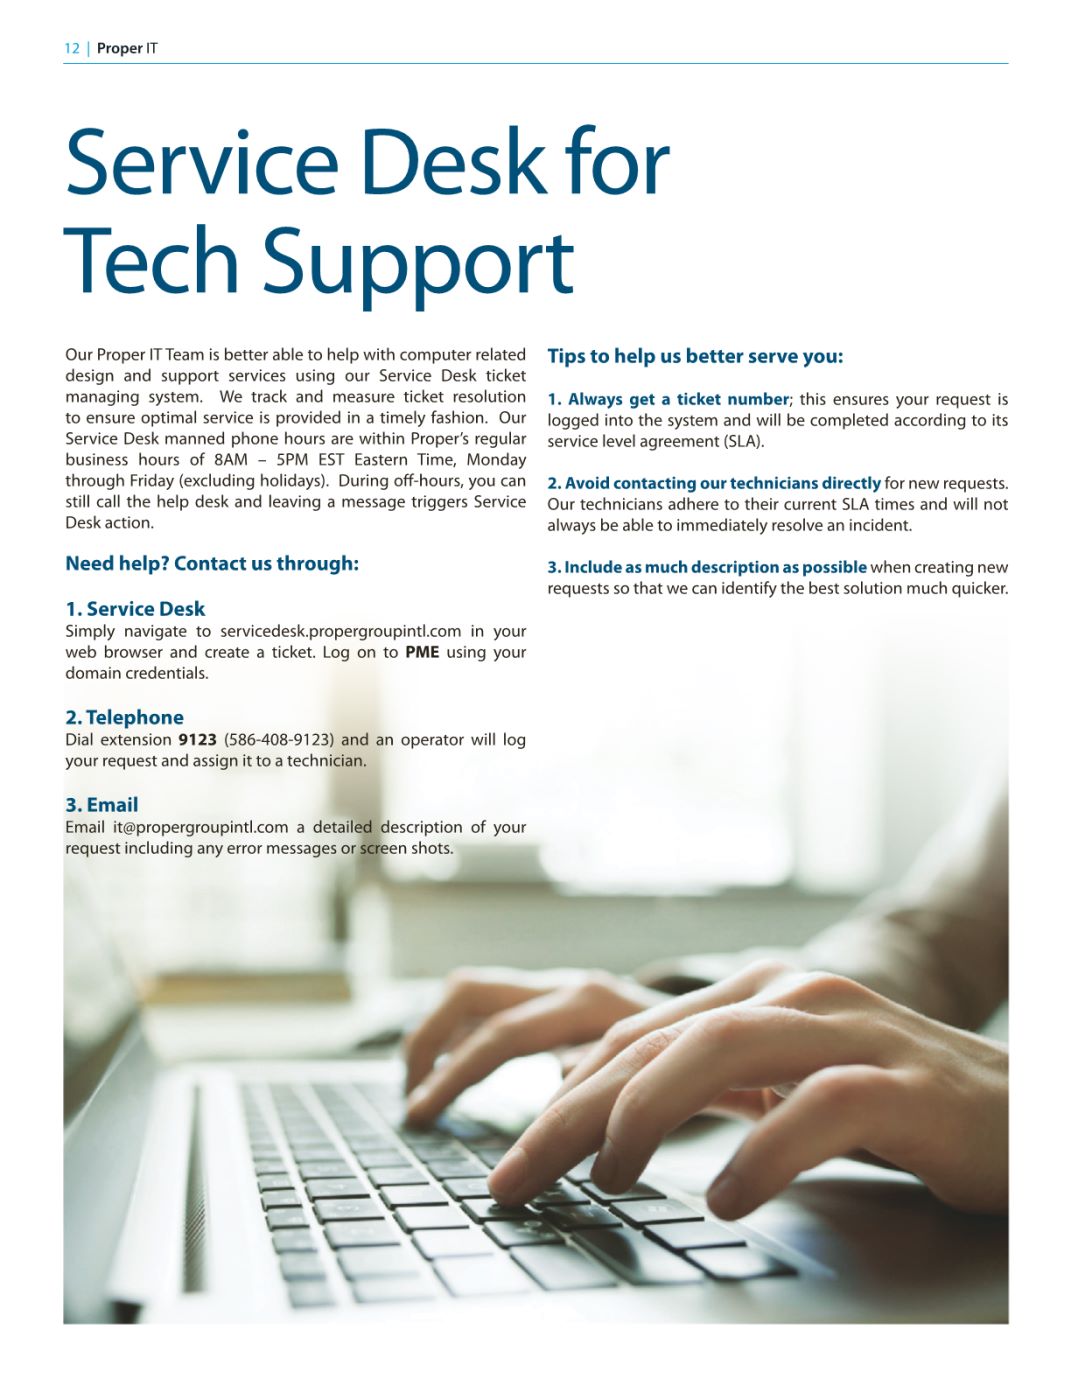 12 | Proper IT
Service Desk for
Tech Support
Our Proper IT Team is better able to help with computer related
design and support services using our Service Desk ticket
managing system. We track and measure ticket resolution
to ensure optimal service is provided in a timely fashion. Our
Service Desk manned phone hours are within Proper's regular
business hours of 8AM – 5PM EST Eastern Time, Monday
through Friday (excluding holidays). During off-hours, you can
still call the help desk and leaving a message triggers Service
Desk action.
Need help? Contact us through:
1. Service Desk
Simply navigate to servicedesk.propergroupintl.com in your
web browser and create a ticket. Log on to PME using your
domain credentials.
2. Telephone
Dial extension 9123 (586-408-9123) and an operator will log
your request and assign it to a technician.
3. Email
Email it@propergroupintl.com a detailed description of your
request including any error messages or screen shots.
Tips to help us better serve you:
1. Always get a ticket number; this ensures your request is
logged into the system and will be completed according to its
service level agreement (SLA).
2. Avoid contacting our technicians directly for new requests.
Our technicians adhere to their current SLA times and will not
always be able to immediately resolve an incident.
3. Include as much description as possible when creating new
requests so that we can identify the best solution much quicker.